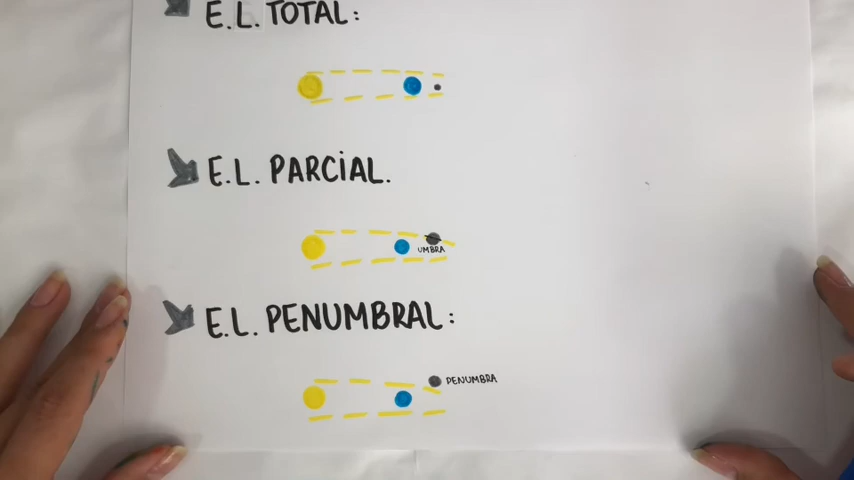 E.L. TOTAL:
E.L. PARCIAL.
UMBRA
E.L. PENUMBRAL:
PENUMBRA